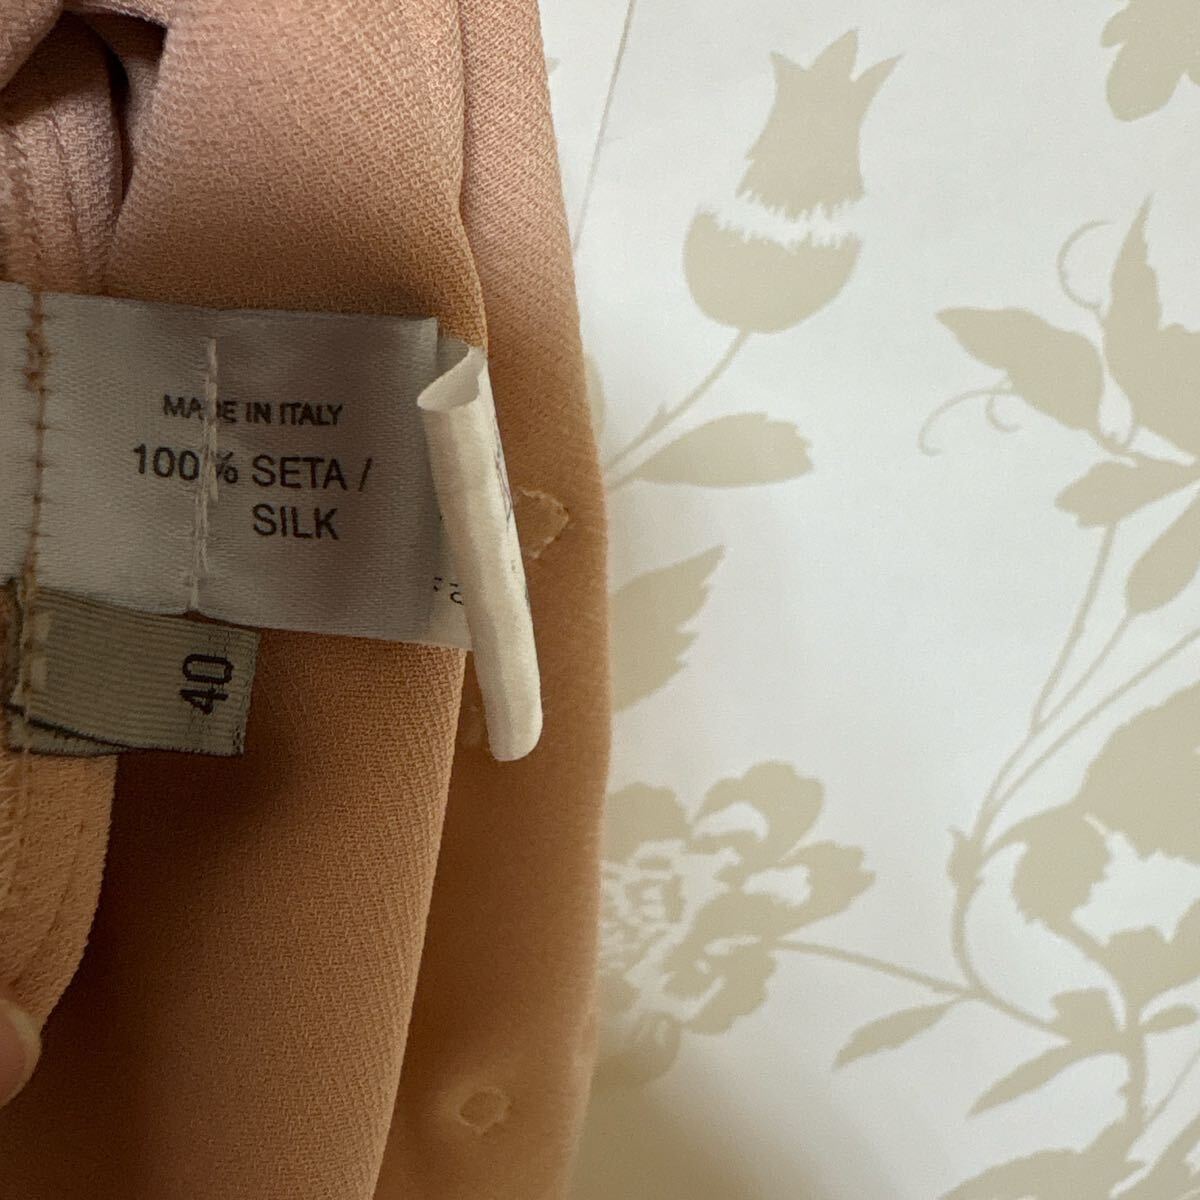 MADE IN ITALY
100% SETA /
SILK
40